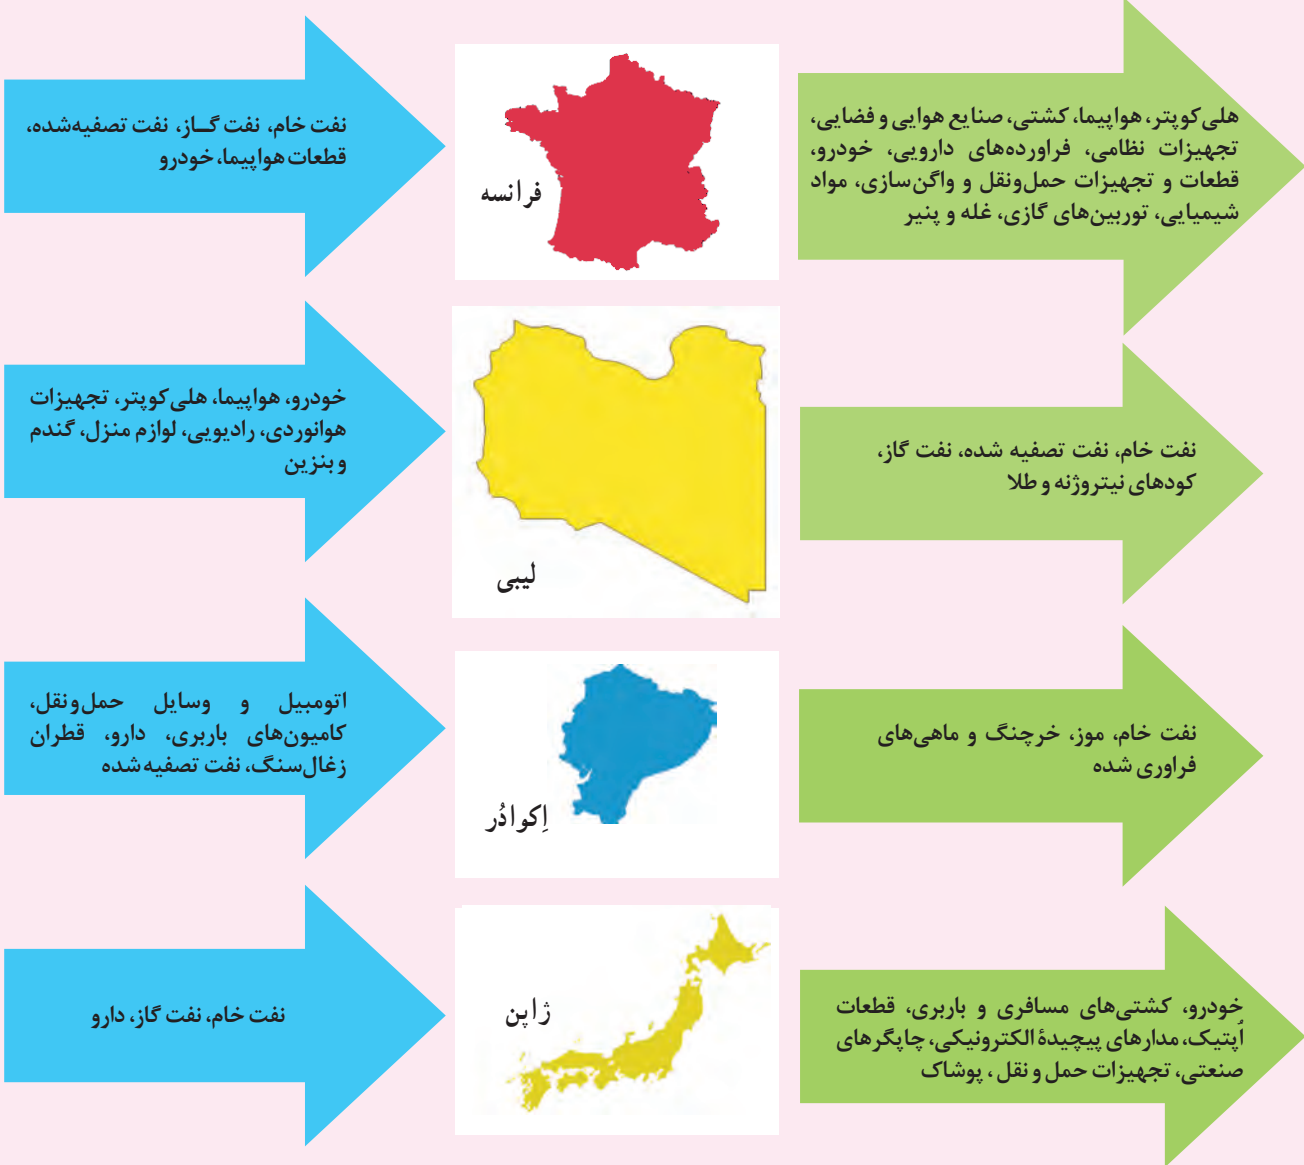 نفت خام، نفت گــاز، نفت تصفیه‌شده،
قطعات هواپیما، خودرو
فرانسه
هلی‌کوپتر، هواپیما، کشتی، صنایع هوایی و فضایی،
تجهیزات نظامی، فراورده‌های دارویی، خودرو،
قطعات و تجهیزات حمل‌ونقل و واگن‌سازی، مواد
شیمیایی، توربین‌های گازی، غله و پنیر
خودرو، هواپیما، هلی‌کوپتر، تجهیزات
هوانوردی، رادیویی، لوازم منزل، گندم
و بنزین
لیبی
نفت خام، نفت تصفیه شده، نفت گاز،
کودهای نیتروژنه و طلا
اتومبیل و وسایل حمل‌ونقل،
کامیون‌های باربری، دارو، قطران
زغال‌سنگ، نفت تصفیه‌شده
اِکوادُر
نفت خام، موز، خرچنگ و ماهی‌های
فراوری شده
نفت خام، نفت گاز، دارو
ژاپن
خودرو، کشتی‌های مسافری و باربری، قطعات
اُپتیک، مدارهای پیچیدهٔ الکترونیکی، چاپگرهای
صنعتی، تجهیزات حمل و نقل ، پوشاک